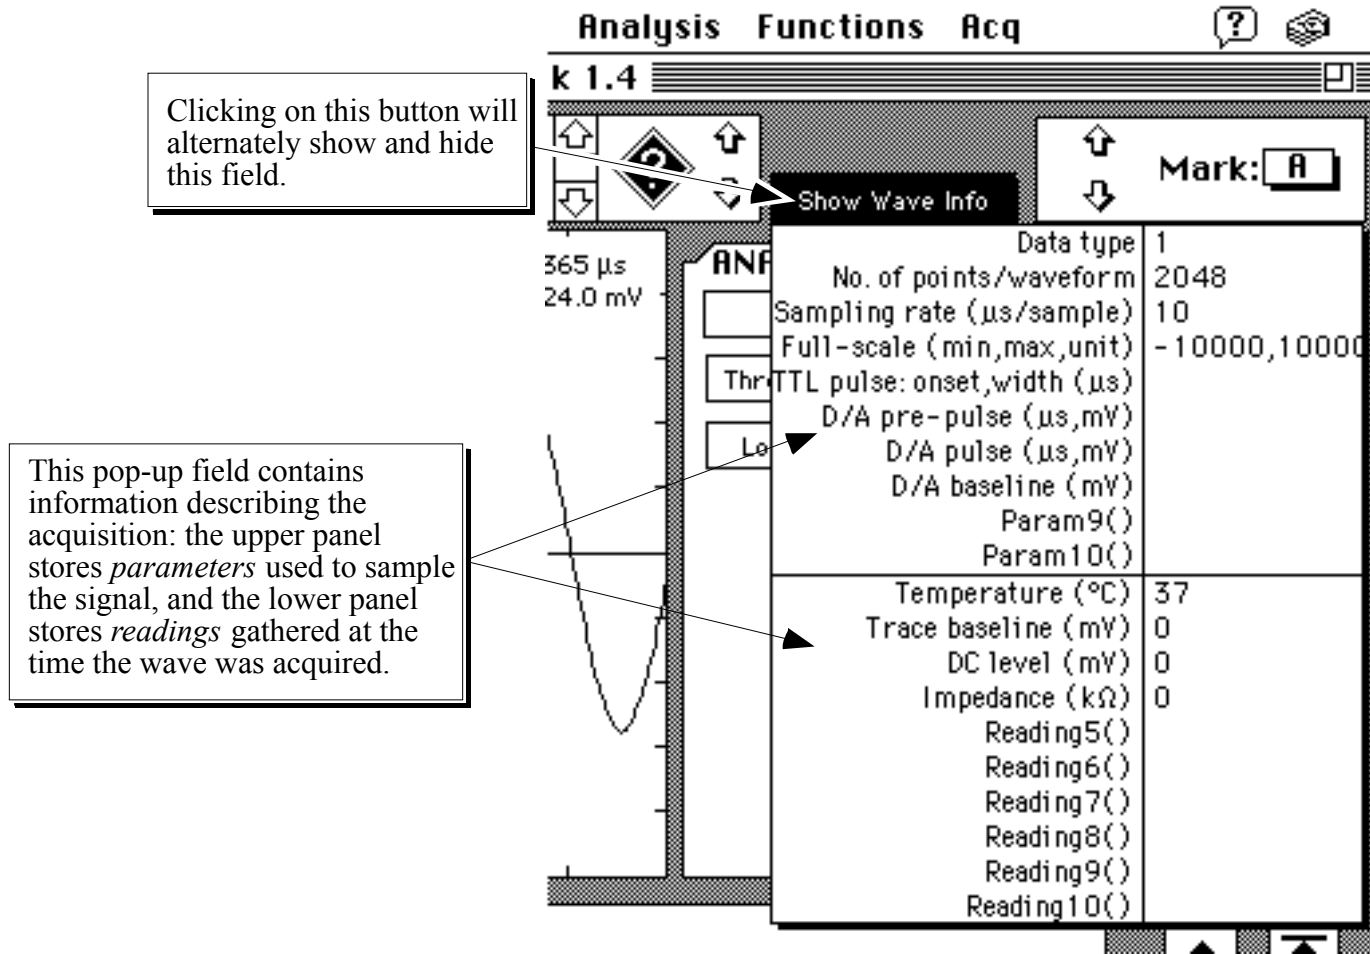 Analysis Functions Acq ?
k 1.4
Clicking on this button will
alternately show and hide
this field.
?
Mark: A
Show Wave Info
365 µs
24.0 mV
ANA
Thr
Lo
Data type 1
No. of points/waveform 2048
Sampling rate (µs/sample) 10
Full-scale (min,max,unit) -10000,10000
TTL pulse: onset,width (µs)
D/A pre-pulse (µs,mV)
D/A pulse (µs,mV)
D/A baseline (mV)
Param9()
Param10()
This pop-up field contains
information describing the
acquisition: the upper panel
stores parameters used to sample
the signal, and the lower panel
stores readings gathered at the
time the wave was acquired.
Temperature (°C) 37
Trace baseline (mV) 0
DC level (mV) 0
Impedance (kΩ) 0
Reading5()
Reading6()
Reading7()
Reading8()
Reading9()
Reading10()